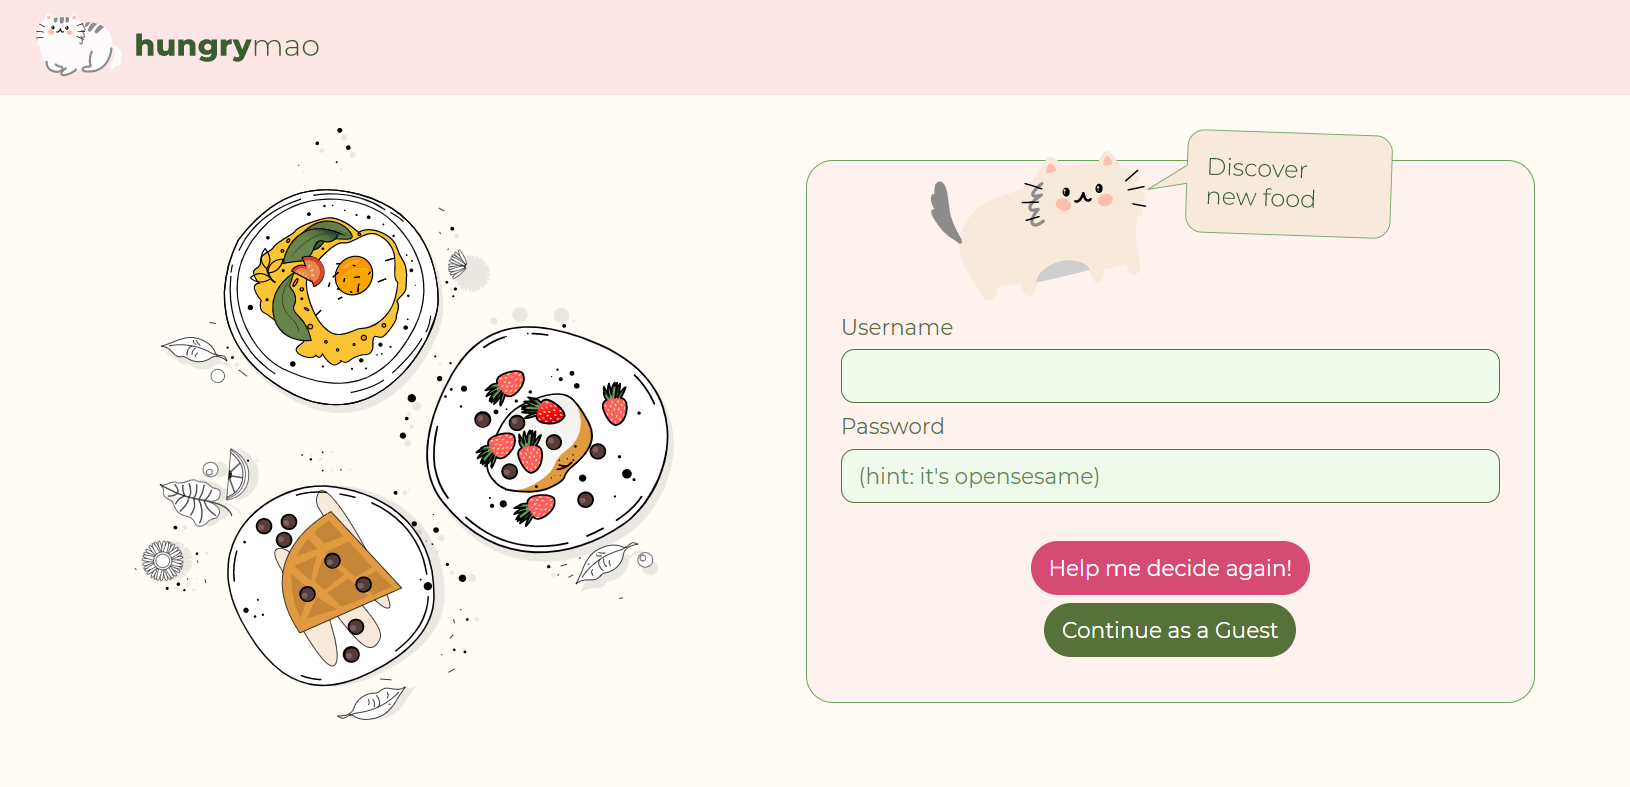 hungrymao
Discover
new food
Username
Password
(hint: it's opensesame)
Help me decide again!
Continue as a Guest